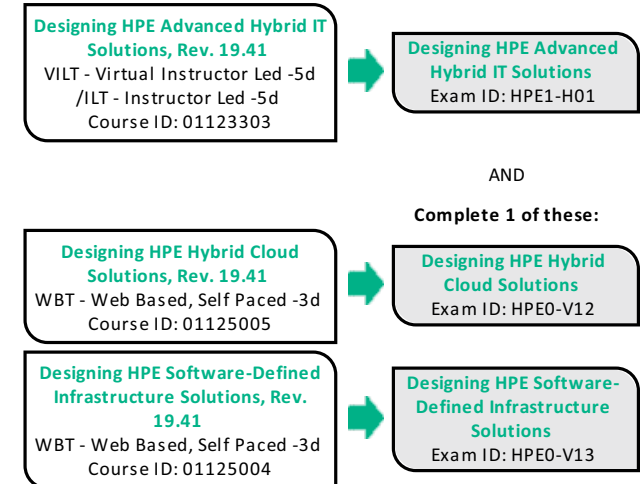 Designing HPE Advanced Hybrid IT
Solutions, Rev. 19.41
VILT - Virtual Instructor Led -5d
/ILT - Instructor Led -5d
Course ID: 01123303
Designing HPE Advanced
Hybrid IT Solutions
Exam ID: HPE1-H01
AND
Complete 1 of these:
Designing HPE Hybrid Cloud
Solutions, Rev. 19.41
WBT - Web Based, Self Paced -3d
Course ID: 01125005
Designing HPE Hybrid
Cloud Solutions
Exam ID: HPE0-V12
Designing HPE Software-Defined
Infrastructure Solutions, Rev.
19.41
WBT - Web Based, Self Paced -3d
Course ID: 01125004
Designing HPE Software-
Defined Infrastructure
Solutions
Exam ID: HPE0-V13